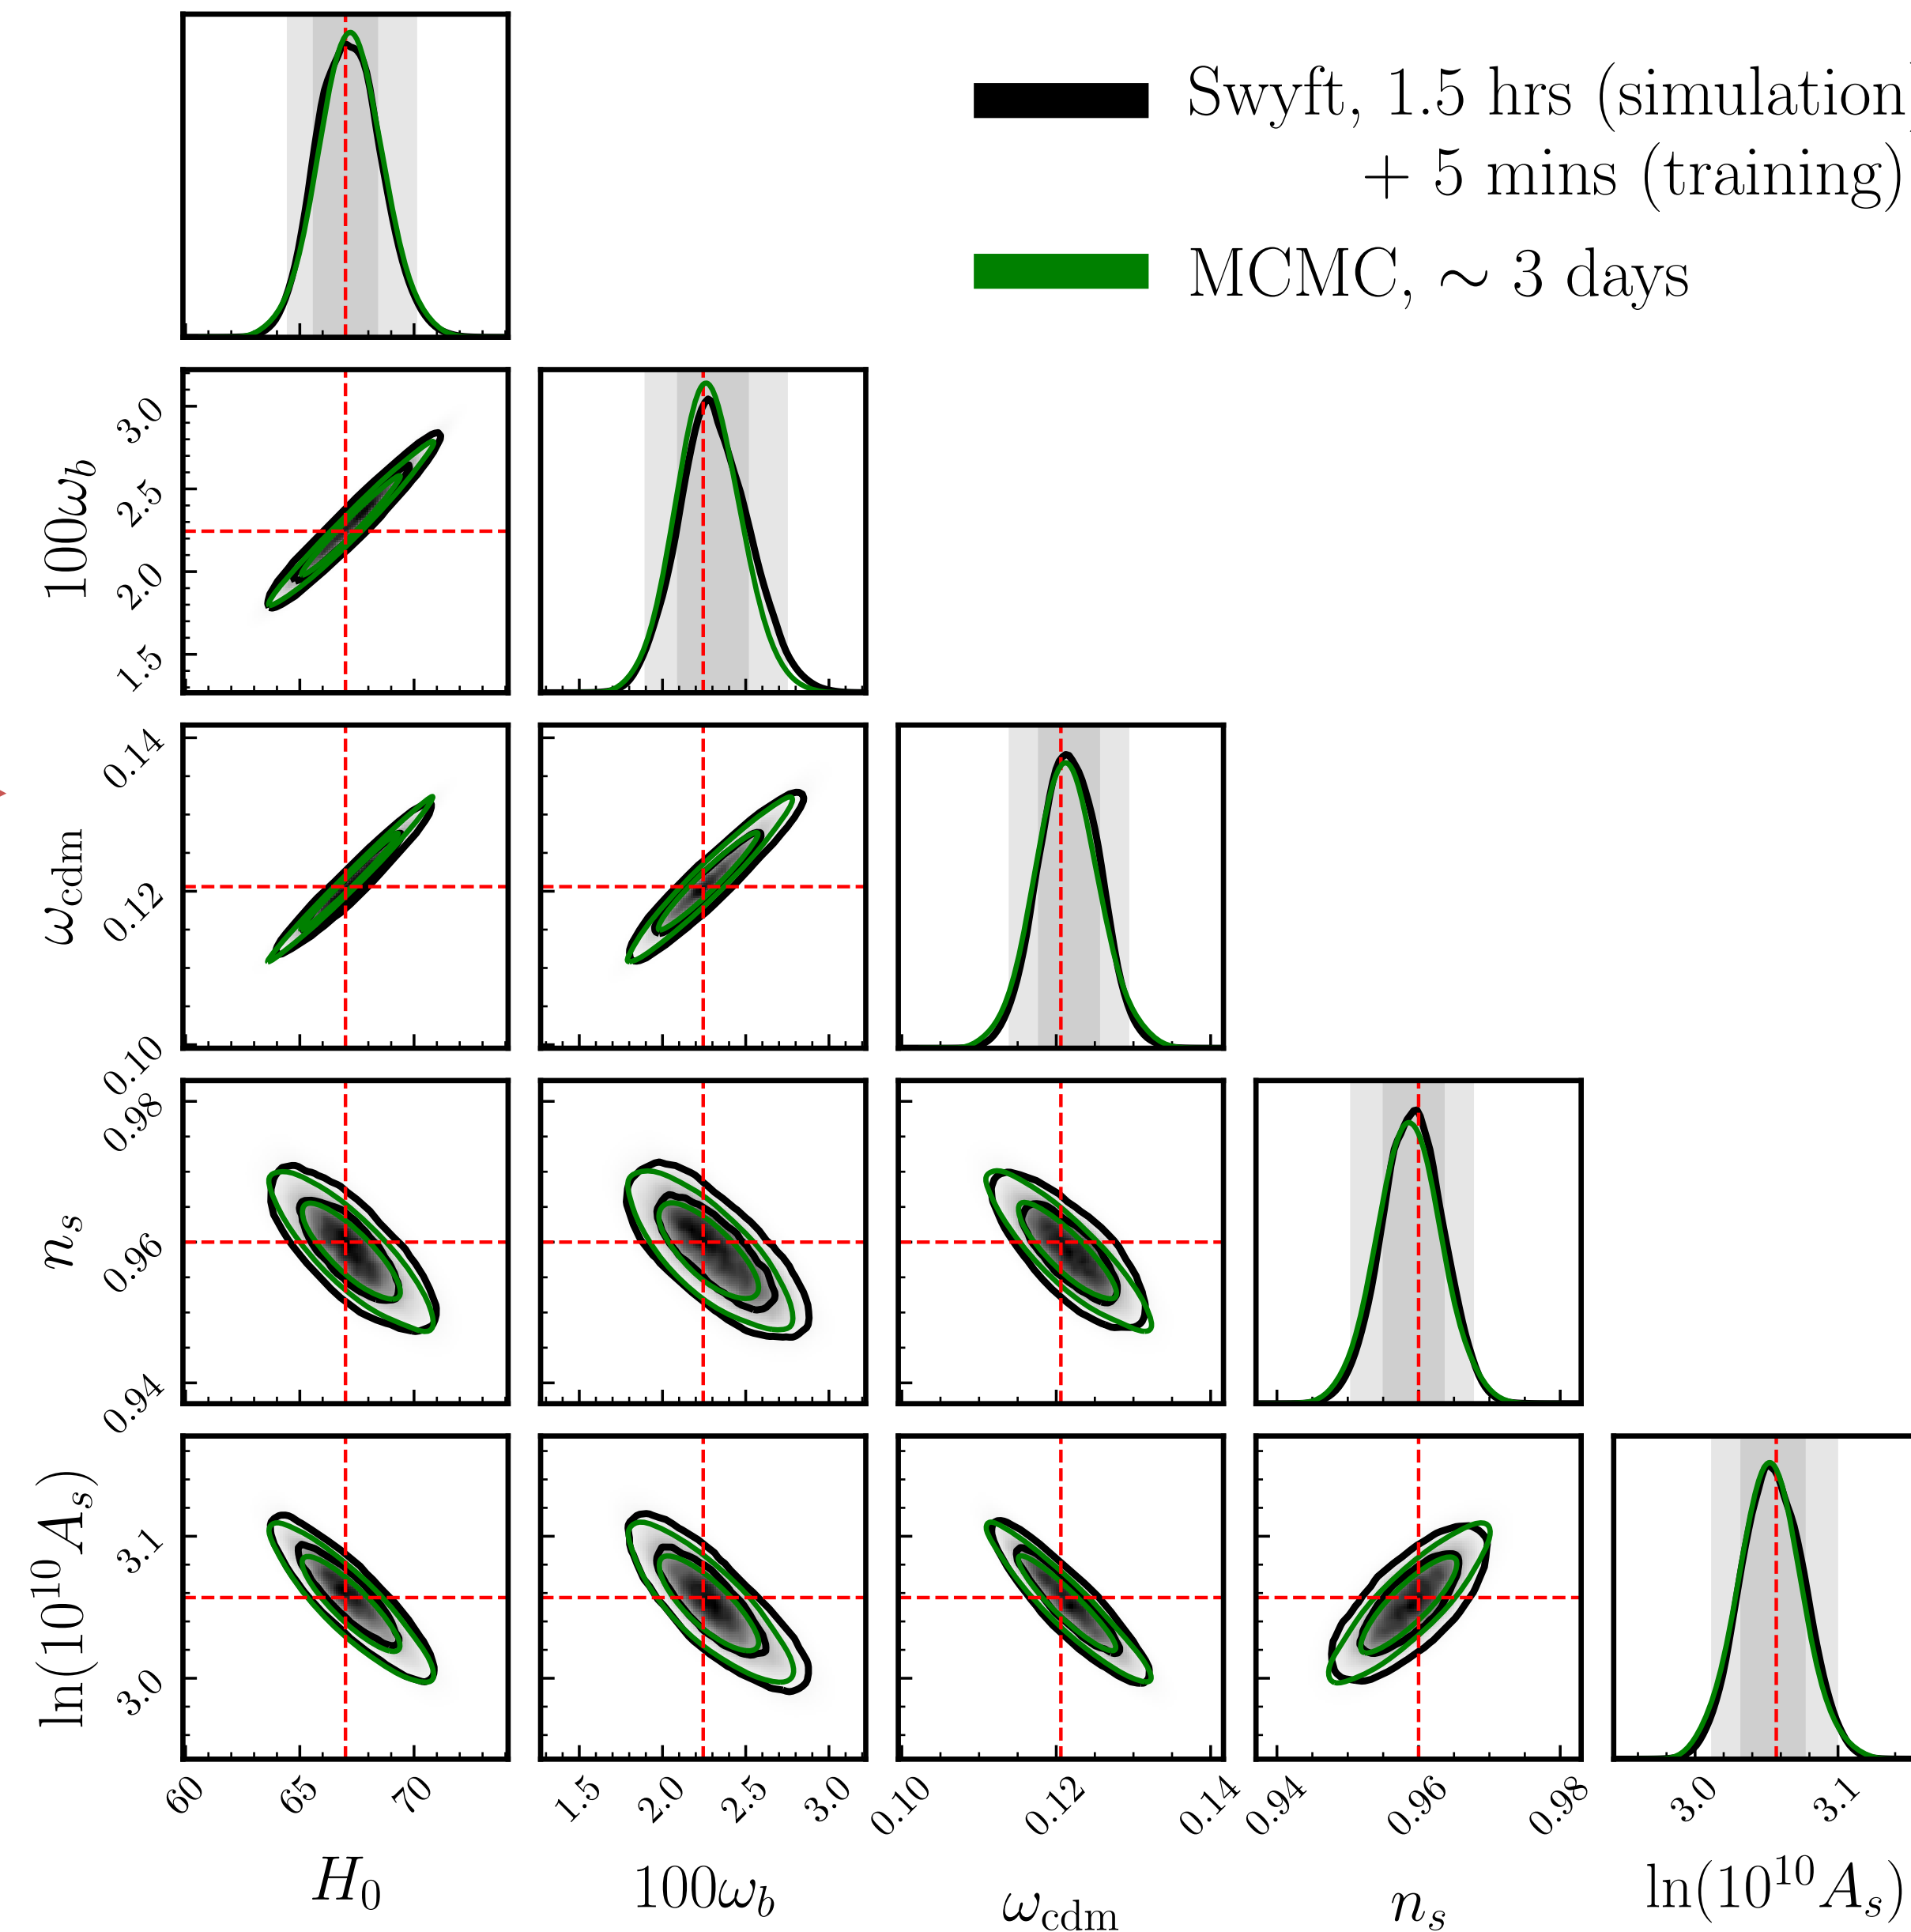 Swyft, 1.5 hrs (simulation)
+ 5 mins (training)
MCMC, ∼ 3 days
100ω_b
3.0
2.5
2.0
1.5
ω_cdm
0.14
0.12
0.10
n_s
0.98
0.96
0.94
ln(10^10 A_s)
3.1
3.0
60 65 70 1.5 2.0 2.5 3.0 0.10 0.12 0.14 0.94 0.96 0.98 3.0 3.1
H_0 100ω_b ω_cdm n_s ln(10^10 A_s)